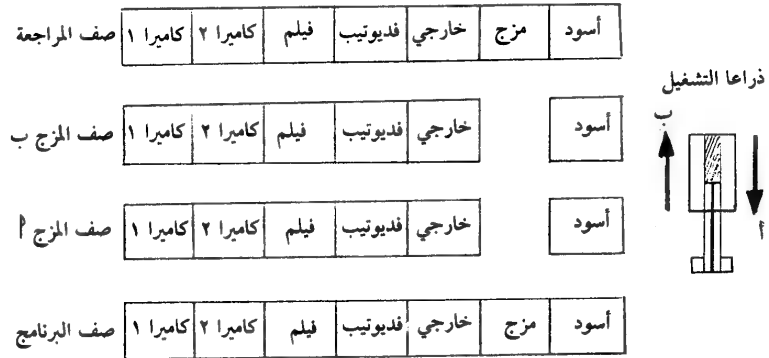 صف المراجعة كاميرا ١ كاميرا ٢ فيلم فديوتيب خارجي مزج أسود
ذراعا التشغيل
صف المزج ب كاميرا ١ كاميرا ٢ فيلم فديوتيب خارجي أسود
ب
صف المزج أ كاميرا ١ كاميرا ٢ فيلم فديوتيب خارجي أسود
أ
صف البرنامج كاميرا ١ كاميرا ٢ فيلم فديوتيب خارجي مزج أسود